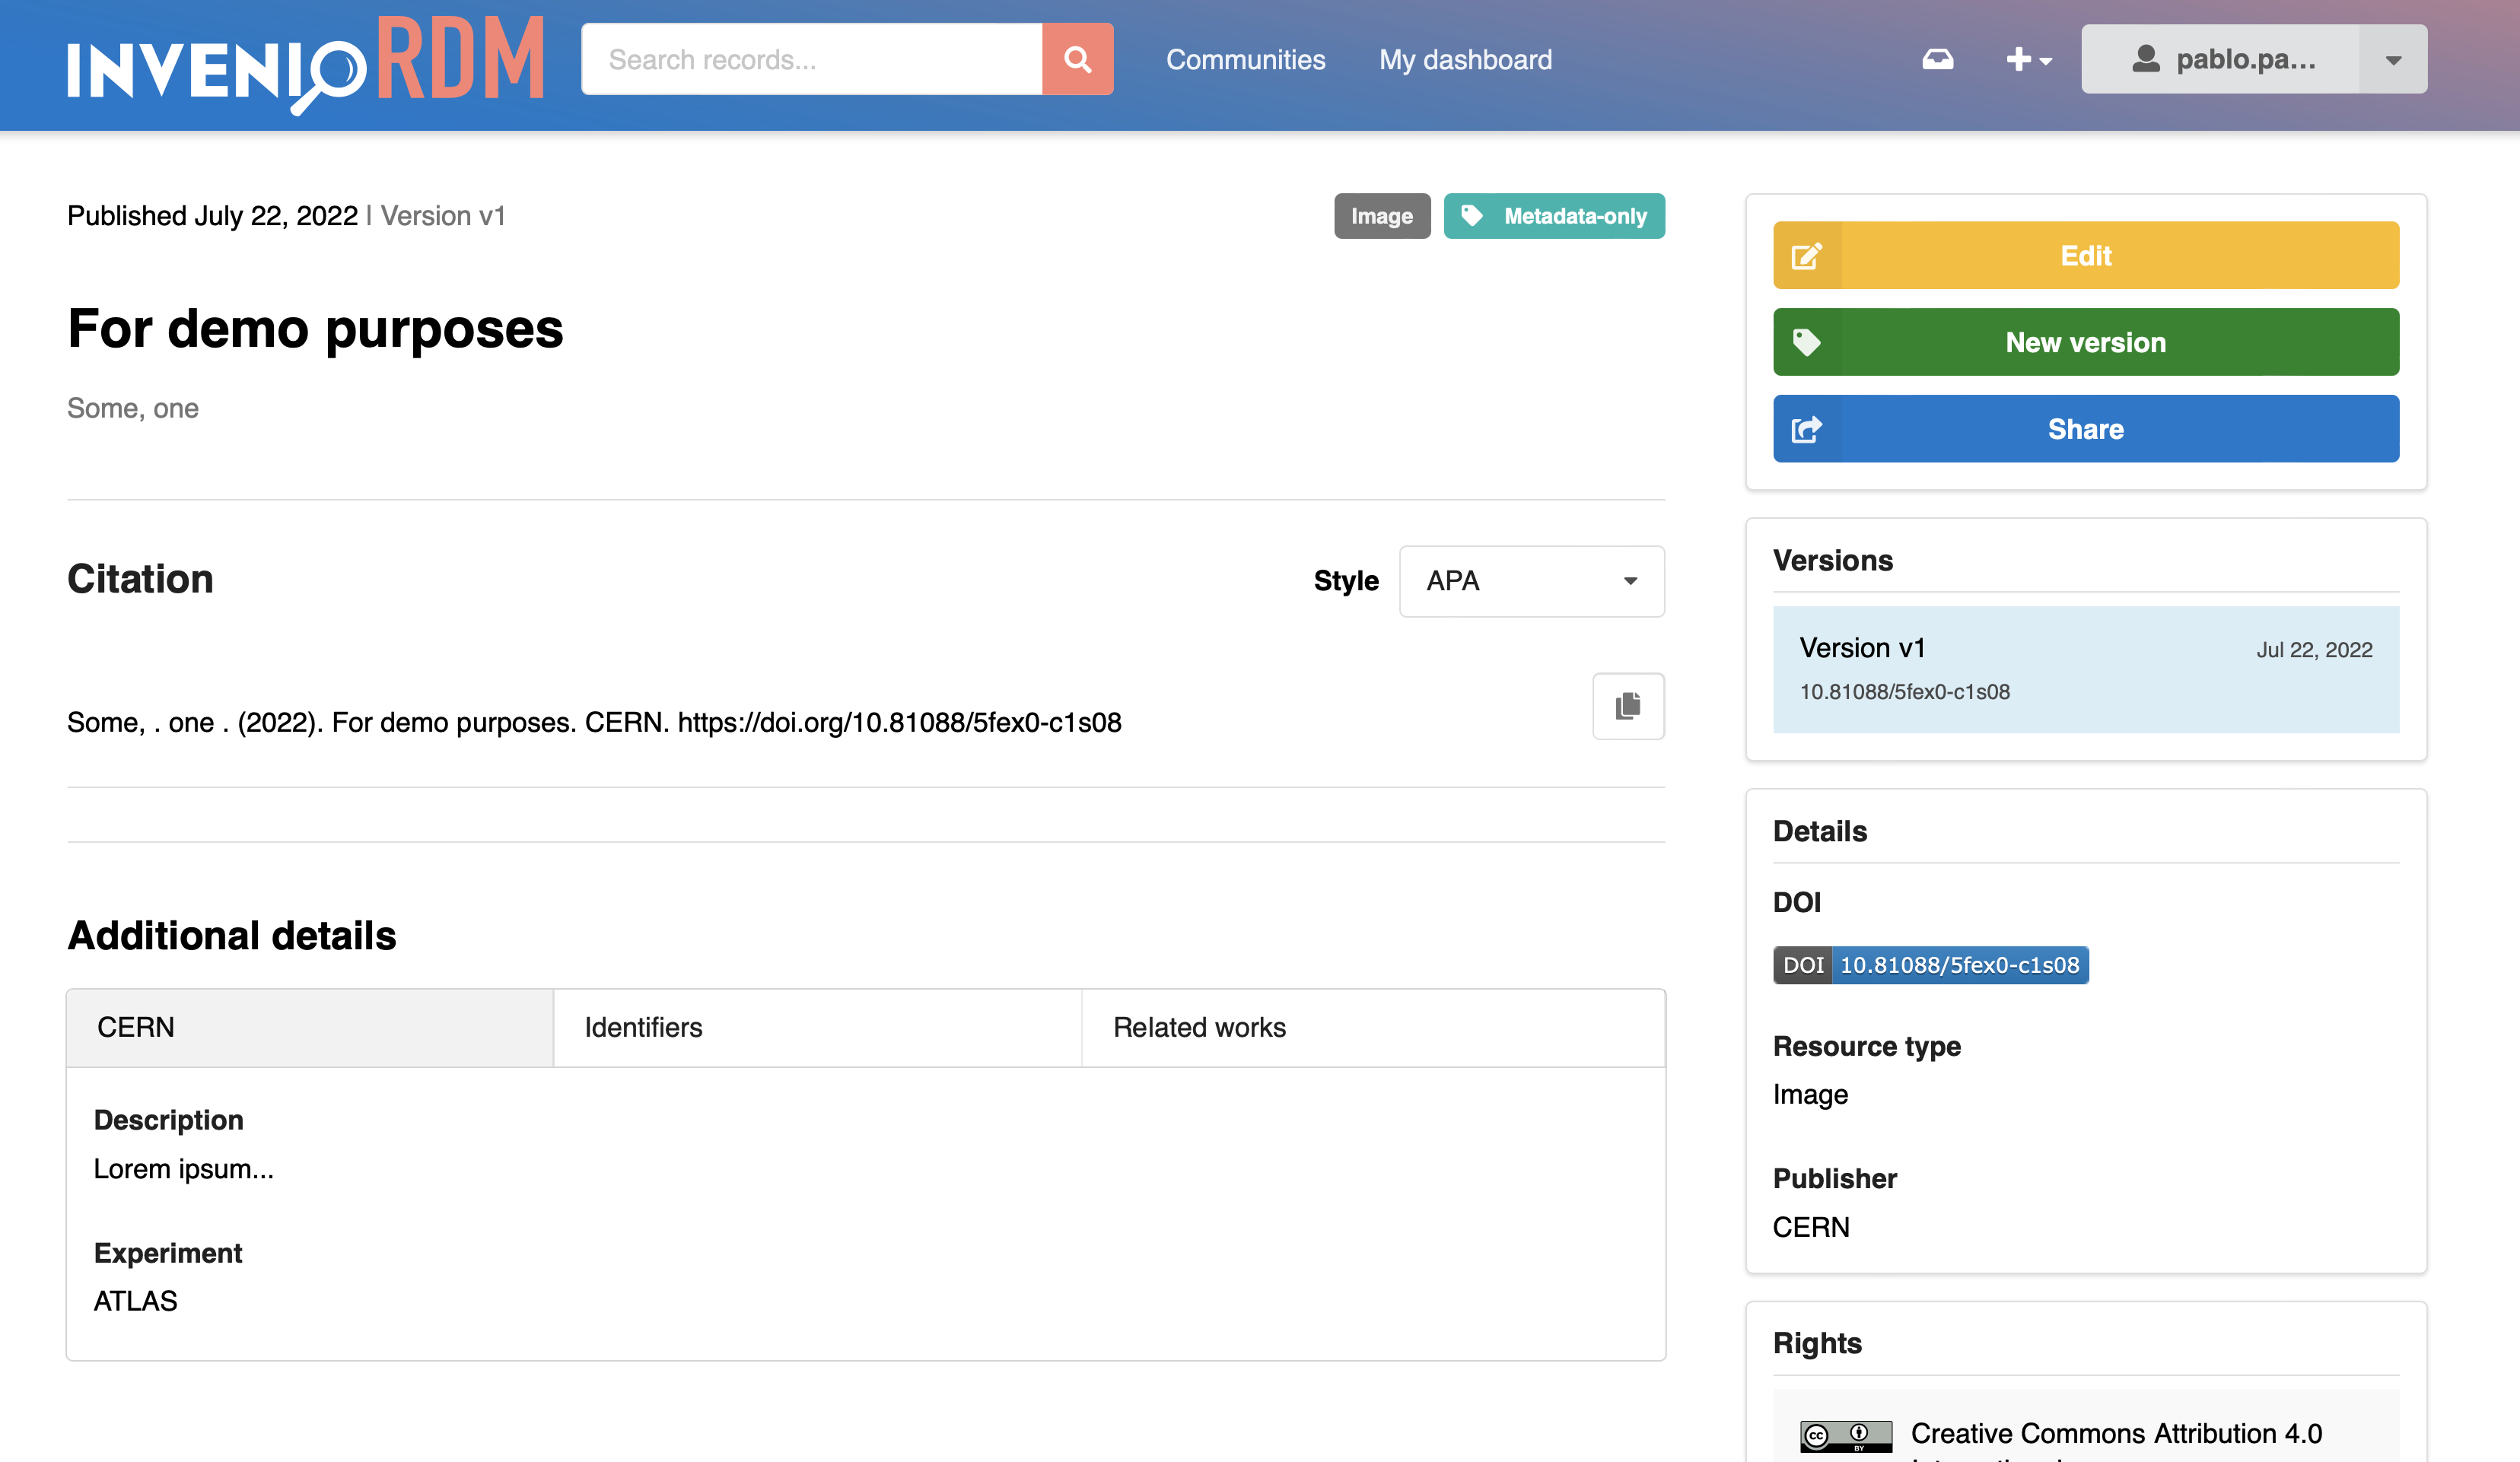 INVENIORDM
Search records...
Communities
My dashboard
pablo.pa...
Published July 22, 2022 | Version v1
Image
Metadata-only
For demo purposes
Some, one
Citation
Style
APA
Some, . one . (2022). For demo purposes. CERN. https://doi.org/10.81088/5fex0-c1s08
Additional details
CERN
Identifiers
Related works
Description
Lorem ipsum...
Experiment
ATLAS
Edit
New version
Share
Versions
Version v1
Jul 22, 2022
10.81088/5fex0-c1s08
Details
DOI
DOI 10.81088/5fex0-c1s08
Resource type
Image
Publisher
CERN
Rights
CC BY
Creative Commons Attribution 4.0